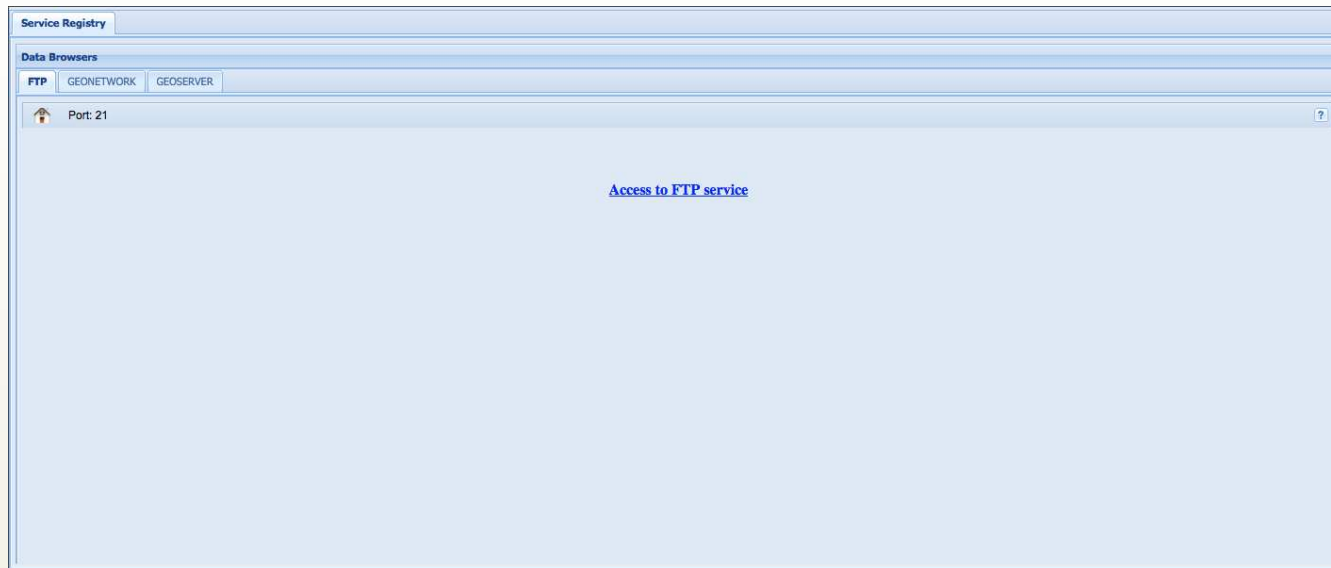 Service Registry
Data Browsers
FTP GEONETWORK GEOSERVER
Port: 21 ?
Access to FTP service